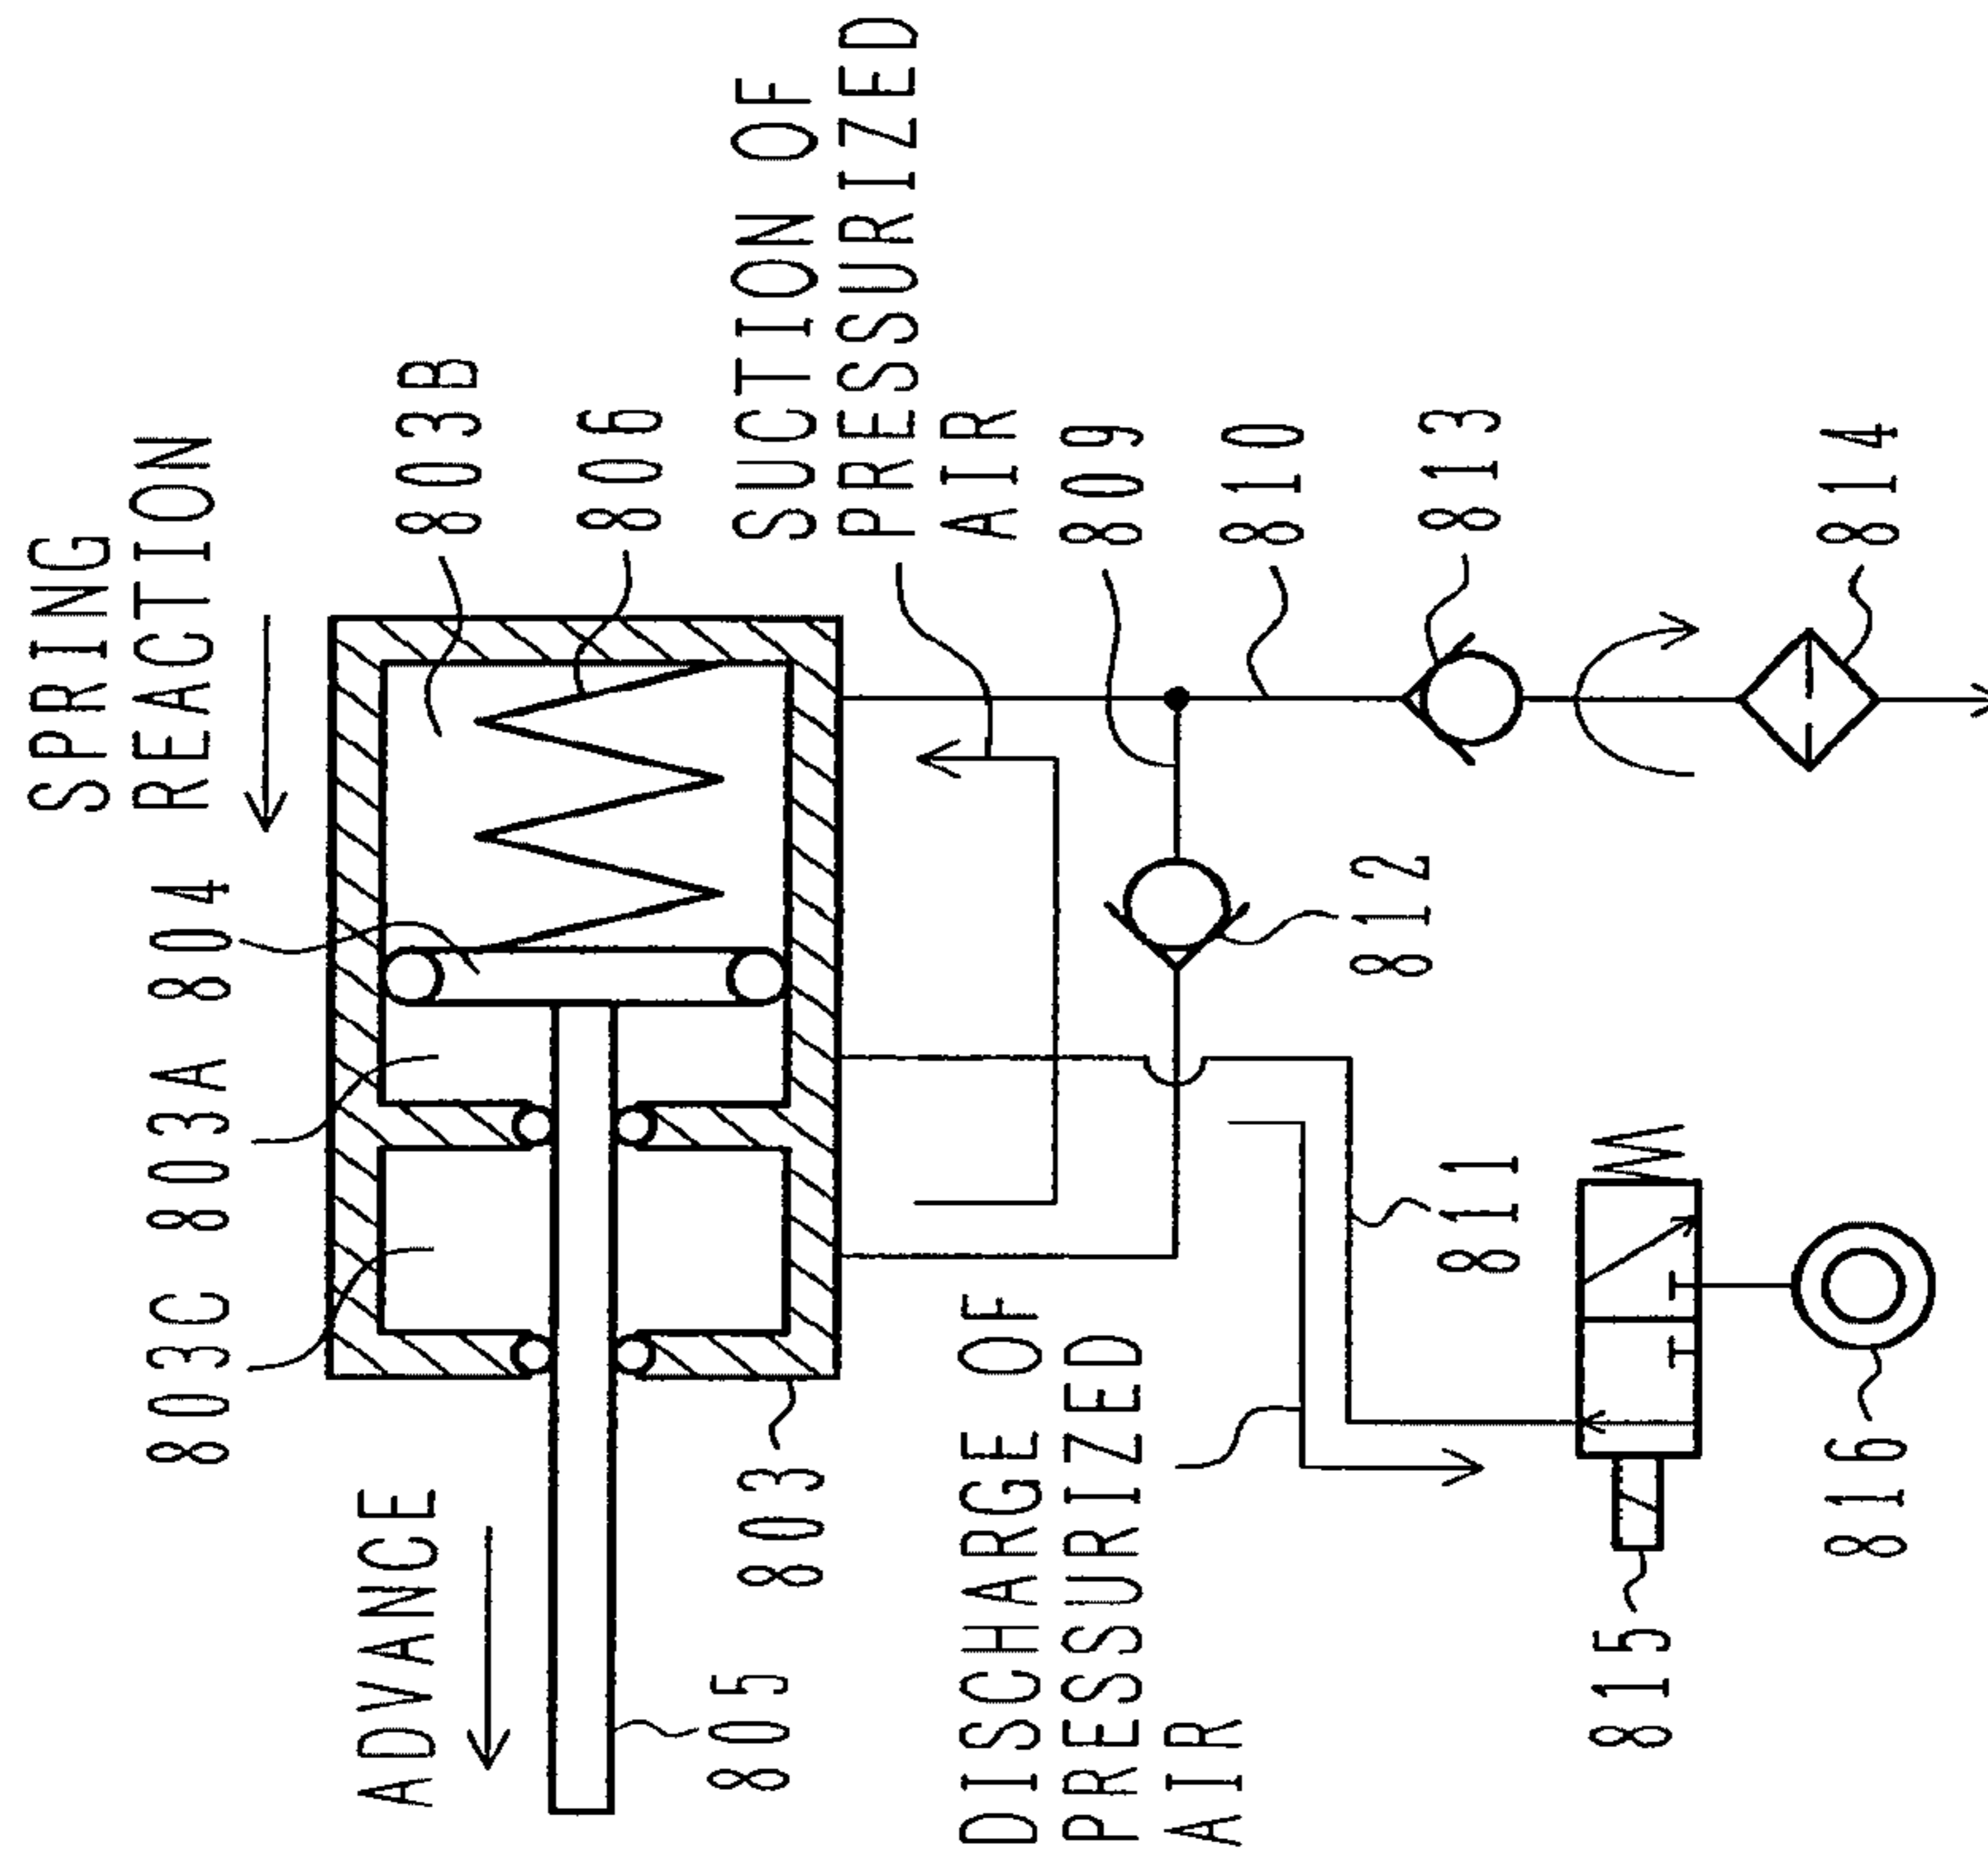 SPRING
REACTION
803C 803A 804
ADVANCE
803B
806
805
803
SUCTION OF
PRESSURIZED
AIR
809
DISCHARGE OF
PRESSURIZED
AIR
810
812
813
811
815
814
816